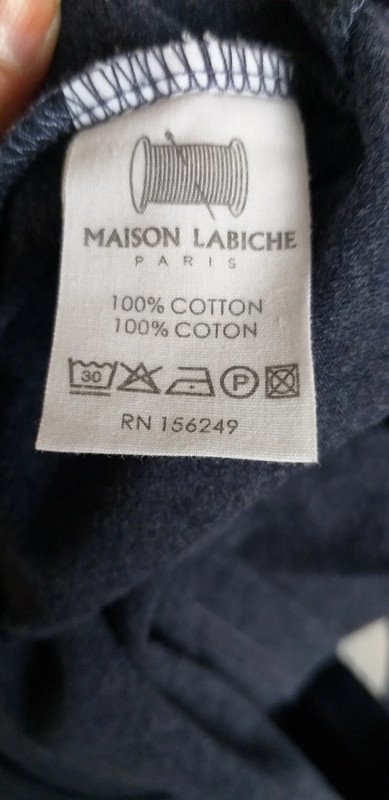 MAISON LABICHE
PARIS
100% COTTON
100% COTON
30 P
RN 156249